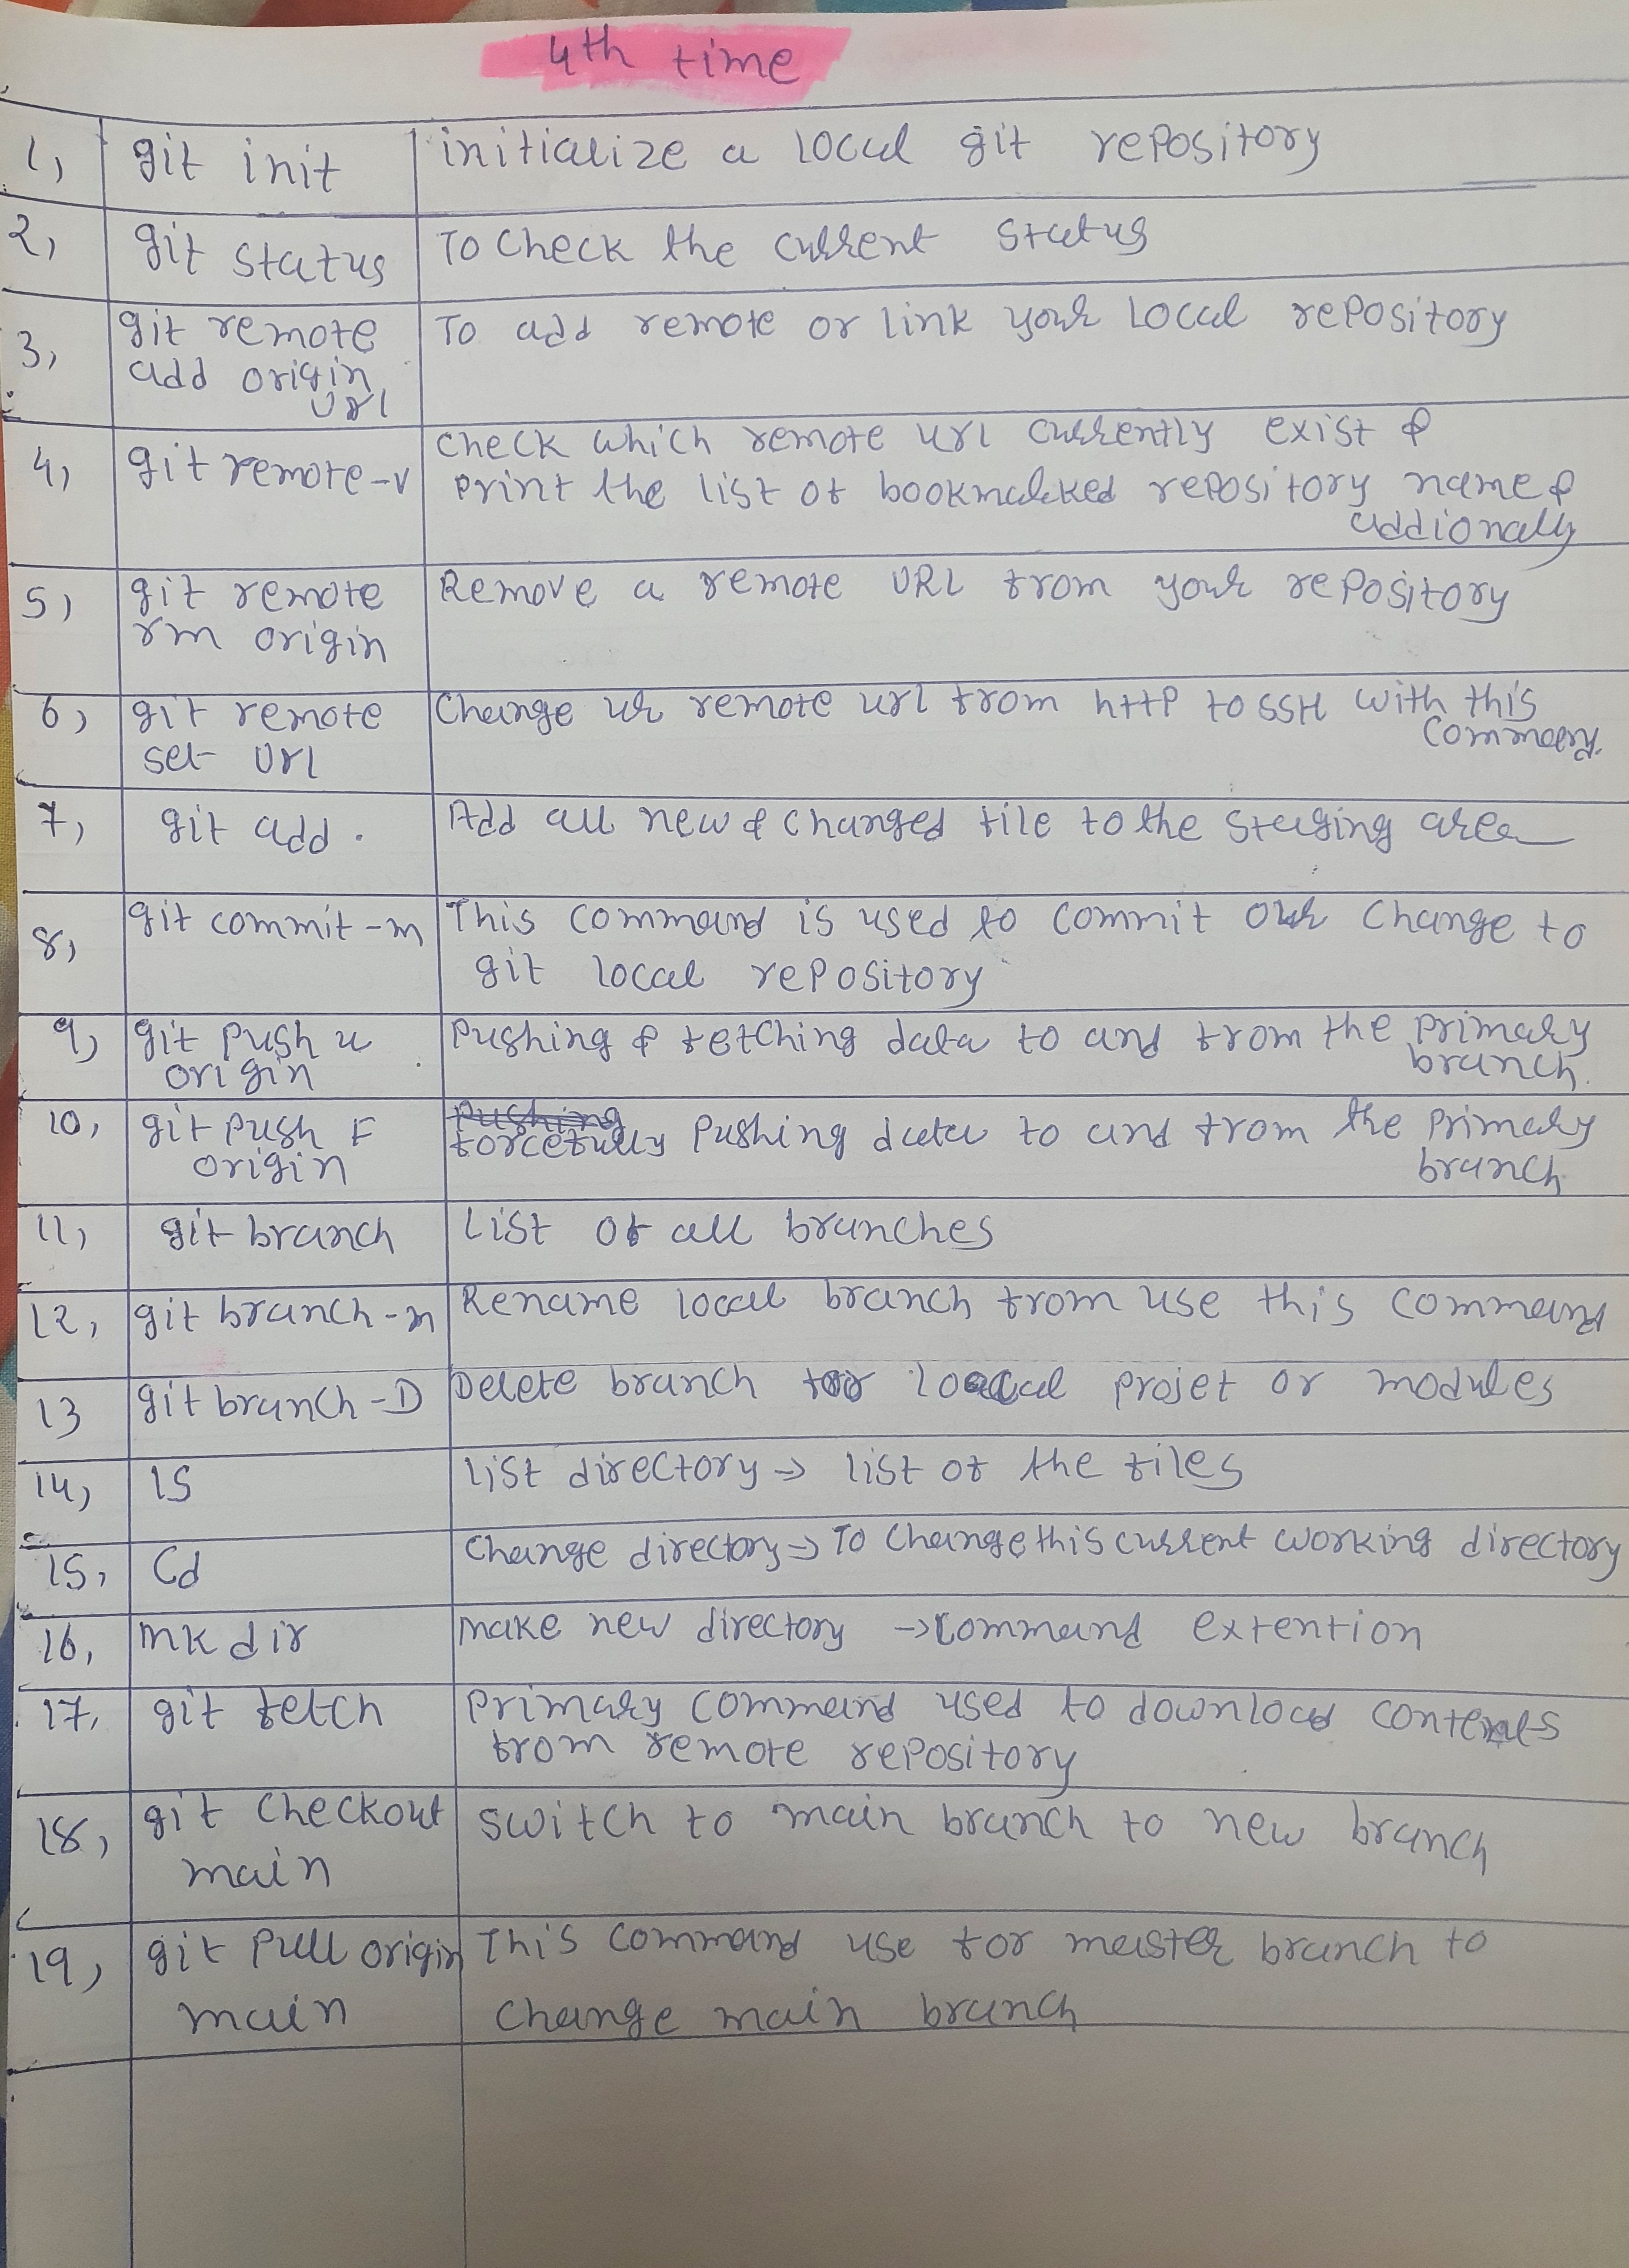 4th time
1, git init initialize a local git repository
2, git status To check the current status
3, git remote To add remote or link your local repository
add origin
url
4, git remote -v check which remote url currently exist &
print the list of bookmarked repository name &
addionally
5, git remote Remove a remote URL from your repository
rm origin
6, git remote Change ur remote url from http to SSH with this
set url command.
7, git add . Add all new & changed file to the staging area
8, git commit -m This command is used to commit our change to
git local repository
9, git push u Pushing & fetching data to and from the primary
origin branch.
10, git push F pushing
origin forcefully pushing data to and from the primary
branch
11, git branch List of all branches
12, git branch -m Rename local branch from use this command
13 git branch -D Delete branch for local projet or modules
14, ls List directory → list of the files
15, cd Change directory → To change this current working directory
16, mkdir make new directory → command extention
17, git fetch primary command used to download contents
from remote repository
18, git checkout switch to main branch to new branch
main
19, git pull origin This command use for master branch to
main change main branch